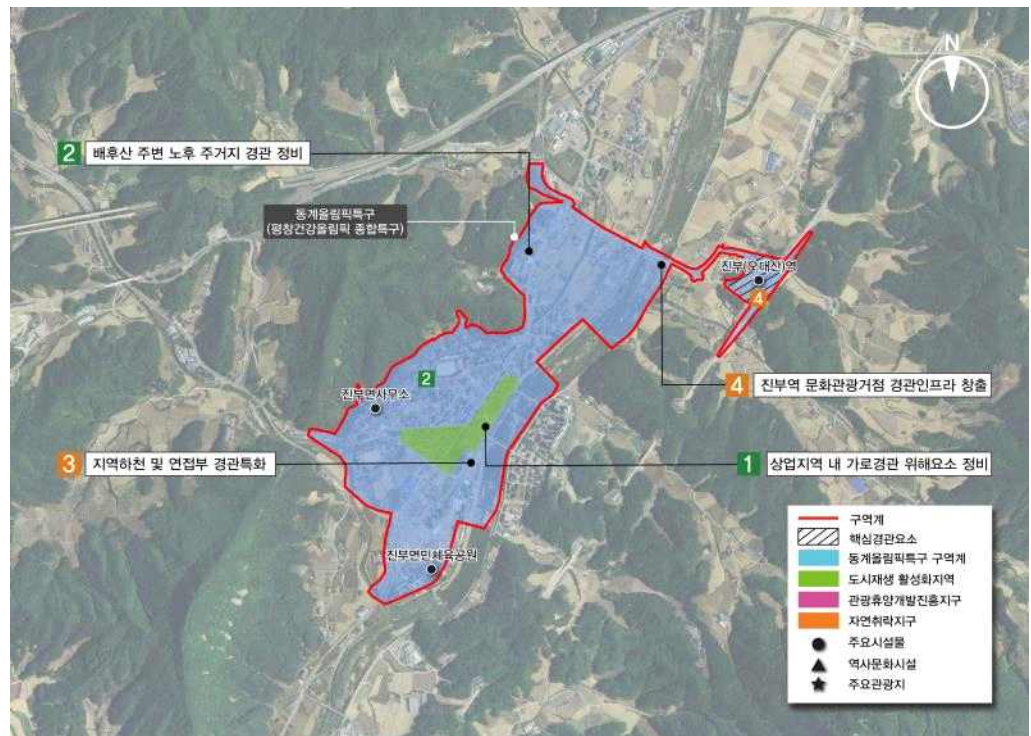 N
2 배후산 주변 노후 주거지 경관 정비
동계올림픽특구
(평창건강올림픽 종합특구)
진부(오대산)역
4
4 진부역 문화관광거점 경관인프라 창출
2
진부면사무소
3 지역하천 및 연접부 경관특화
1 상업지역 내 가로경관 위해요소 정비
진부면민체육공원
구역계
핵심경관요소
동계올림픽특구 구역계
도시재생 활성화지역
관광휴양개발진흥지구
자연취락지구
주요시설물
역사문화시설
주요관광지